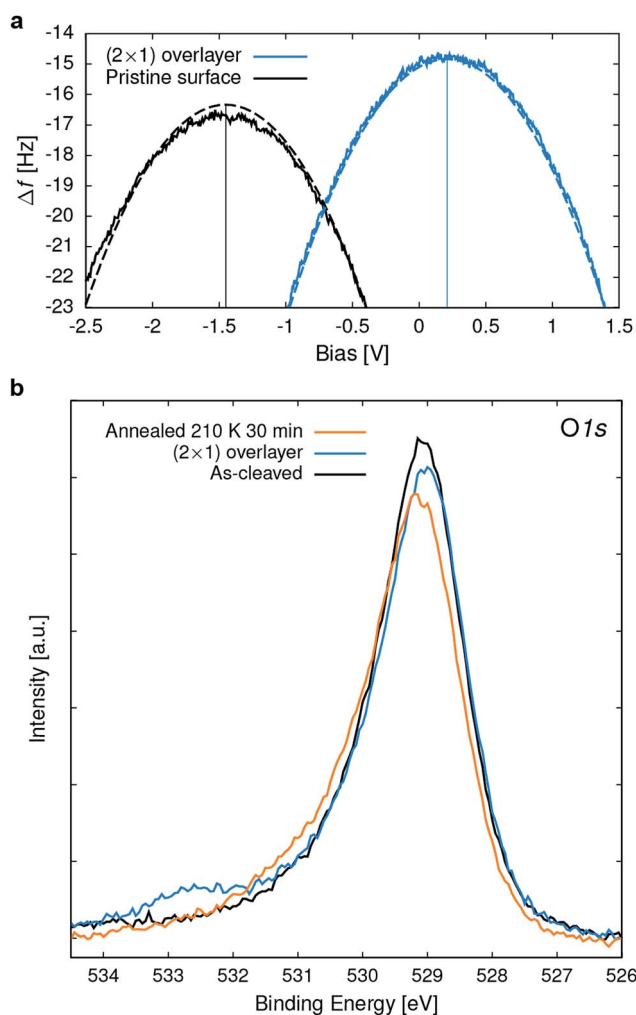 a
(2×1) overlayer
Pristine surface
Δf [Hz]
-14
-15
-16
-17
-18
-19
-20
-21
-22
-23
-2.5 -2 -1.5 -1 -0.5 0 0.5 1 1.5
Bias [V]
b
O1s
Annealed 210 K 30 min
(2×1) overlayer
As-cleaved
Intensity [a.u.]
534 533 532 531 530 529 528 527 526
Binding Energy [eV]